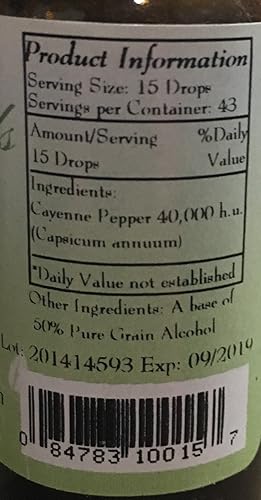 Product Information
Serving Size: 15 Drops
Servings per Container: 43
Amount/Serving %Daily
15 Drops Value
Ingredients:
Cayenne Pepper 40,000 h.u.
(Capsicum annuum)
*Daily Value not established
Other Ingredients: A base of
50% Pure Grain Alcohol
Lot: 201414593 Exp: 09/2019
0 84783 10015 7